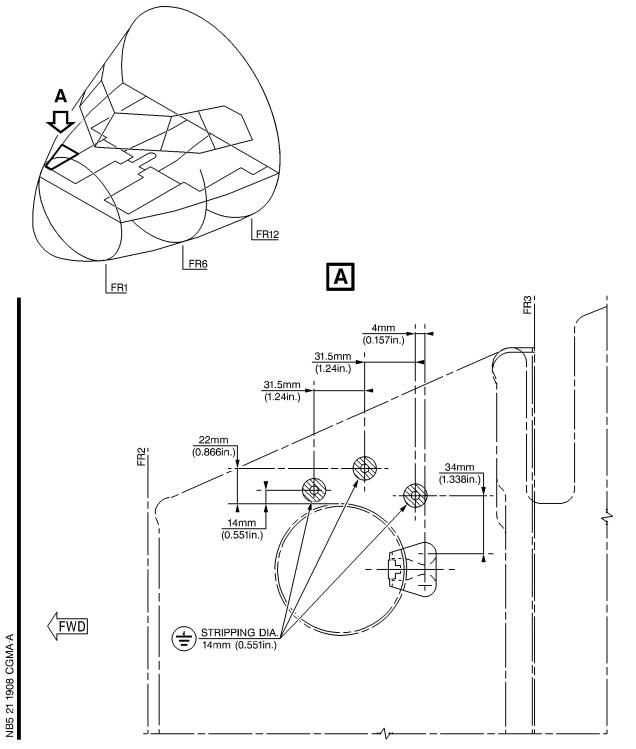 A
FR12
FR6
FR1
A
FR3
4mm
(0.157in.)
31.5mm
(1.24in.)
31.5mm
(1.24in.)
22mm
(0.866in.)
34mm
(1.338in.)
FR2
14mm
(0.551in.)
STRIPPING DIA.
14mm (0.551in.)
FWD
NB5 21 1908 CGMA-A